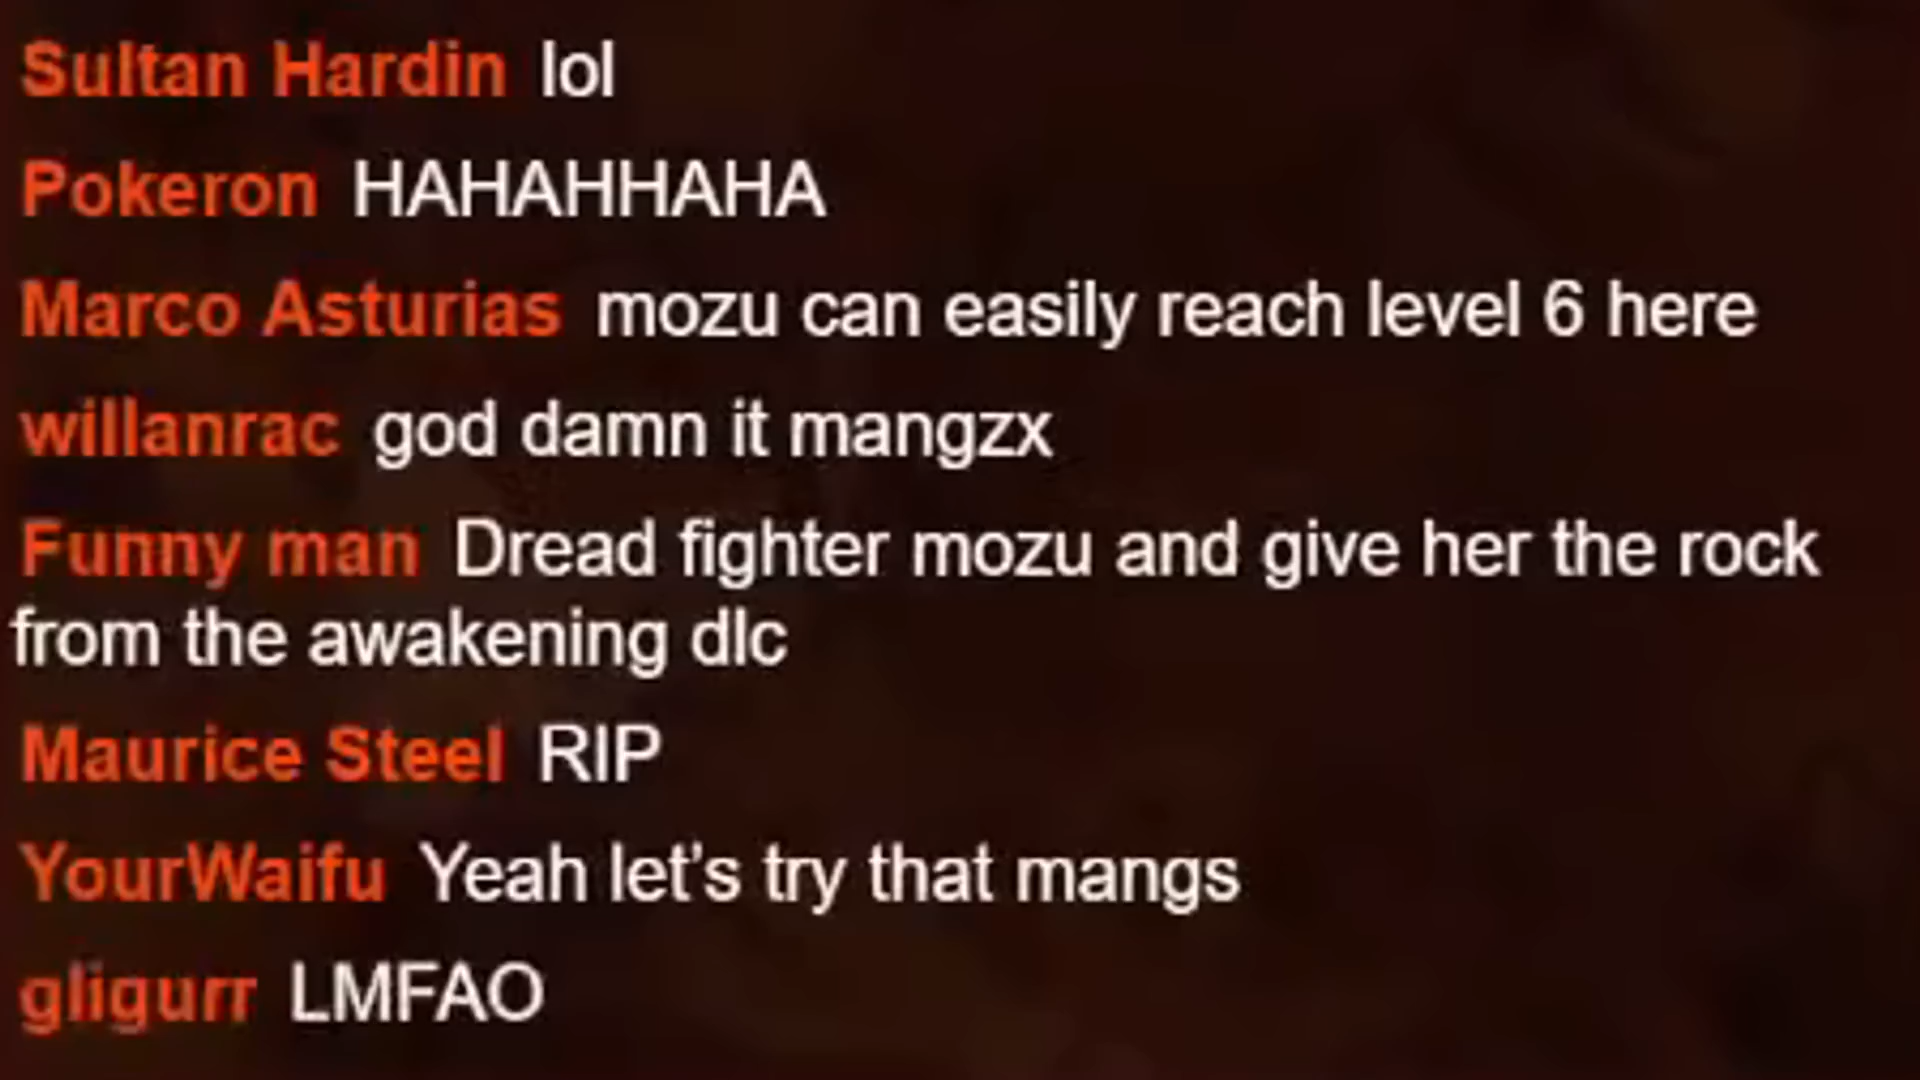 Sultan Hardin lol
Pokeron HAHAHHAHA
Marco Asturias mozu can easily reach level 6 here
willanrac god damn it mangzx
Funny man Dread fighter mozu and give her the rock
from the awakening dlc
Maurice Steel RIP
YourWaifu Yeah let's try that mangs
gligurr LMFAO